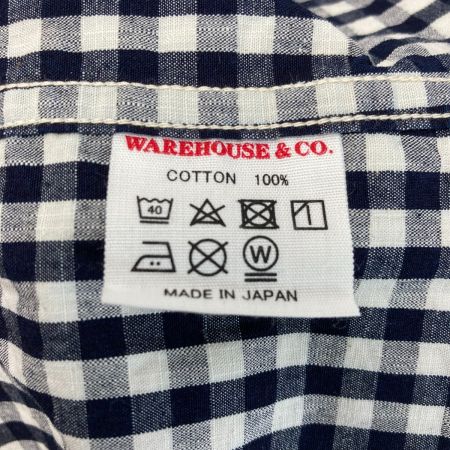 WAREHOUSE & CO.
COTTON 100%
40
W
MADE IN JAPAN